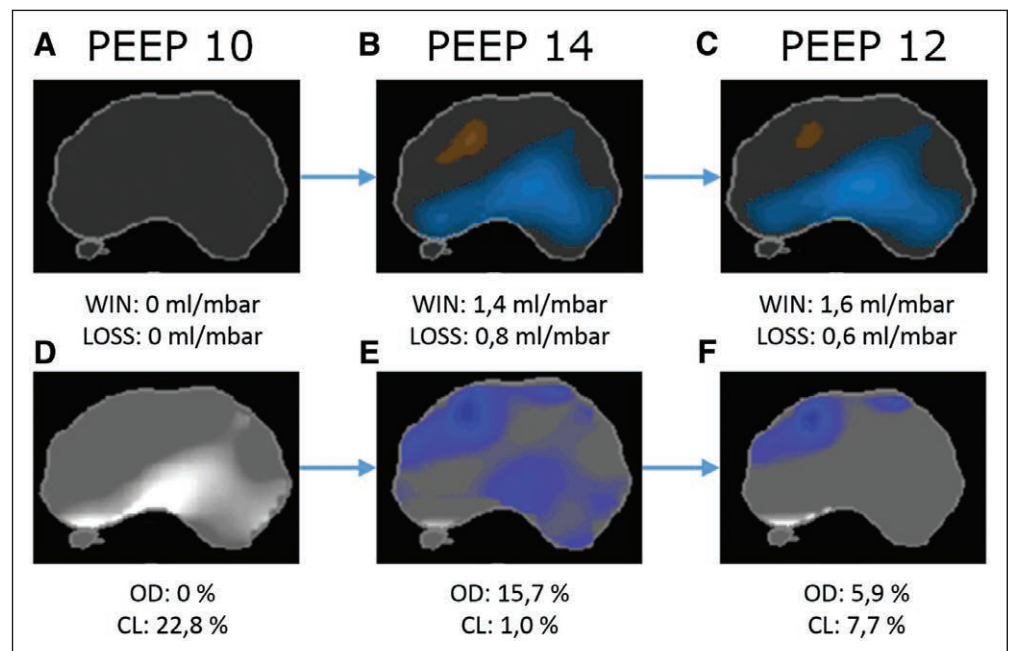 A PEEP 10
B PEEP 14
C PEEP 12
WIN: 0 ml/mbar
LOSS: 0 ml/mbar
WIN: 1,4 ml/mbar
LOSS: 0,8 ml/mbar
WIN: 1,6 ml/mbar
LOSS: 0,6 ml/mbar
D
E
F
OD: 0 %
CL: 22,8 %
OD: 15,7 %
CL: 1,0 %
OD: 5,9 %
CL: 7,7 %